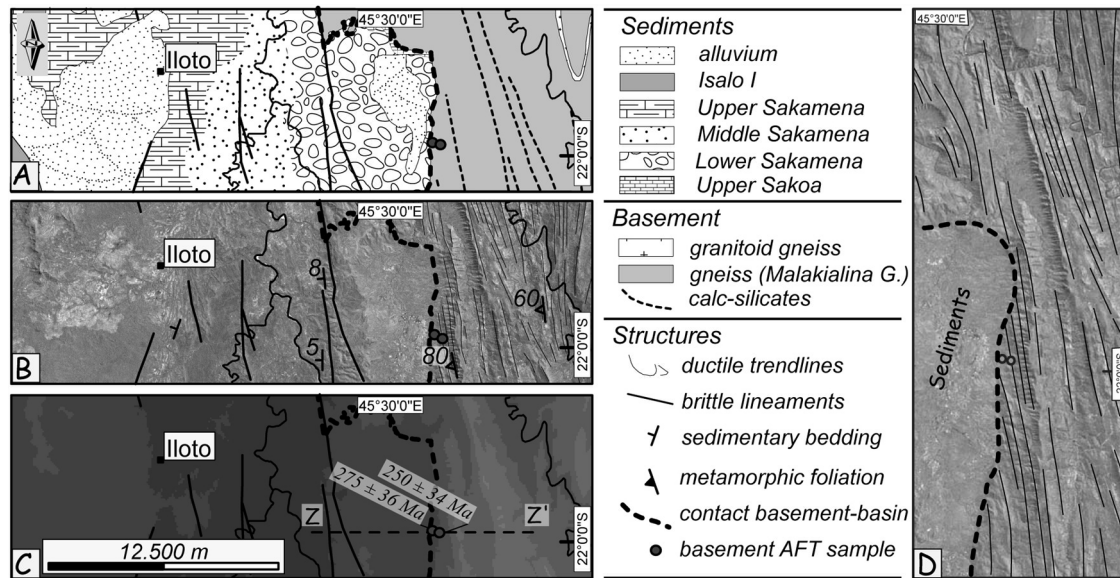 45°30'0"E
Iloto
22°0'0"S
A
45°30'0"E
Iloto
8
5
60
80
22°0'0"S
B
45°30'0"E
Iloto
250 ± 34 Ma
275 ± 36 Ma
Z
Z'
22°0'0"S
C
12.500 m
Sediments
alluvium
Isalo I
Upper Sakamena
Middle Sakamena
Lower Sakamena
Upper Sakoa
Basement
granitoid gneiss
gneiss (Malakialina G.)
calc-silicates
Structures
ductile trendlines
brittle lineaments
sedimentary bedding
metamorphic foliation
contact basement-basin
basement AFT sample
45°30'0"E
Sediments
22°0'0"S
D